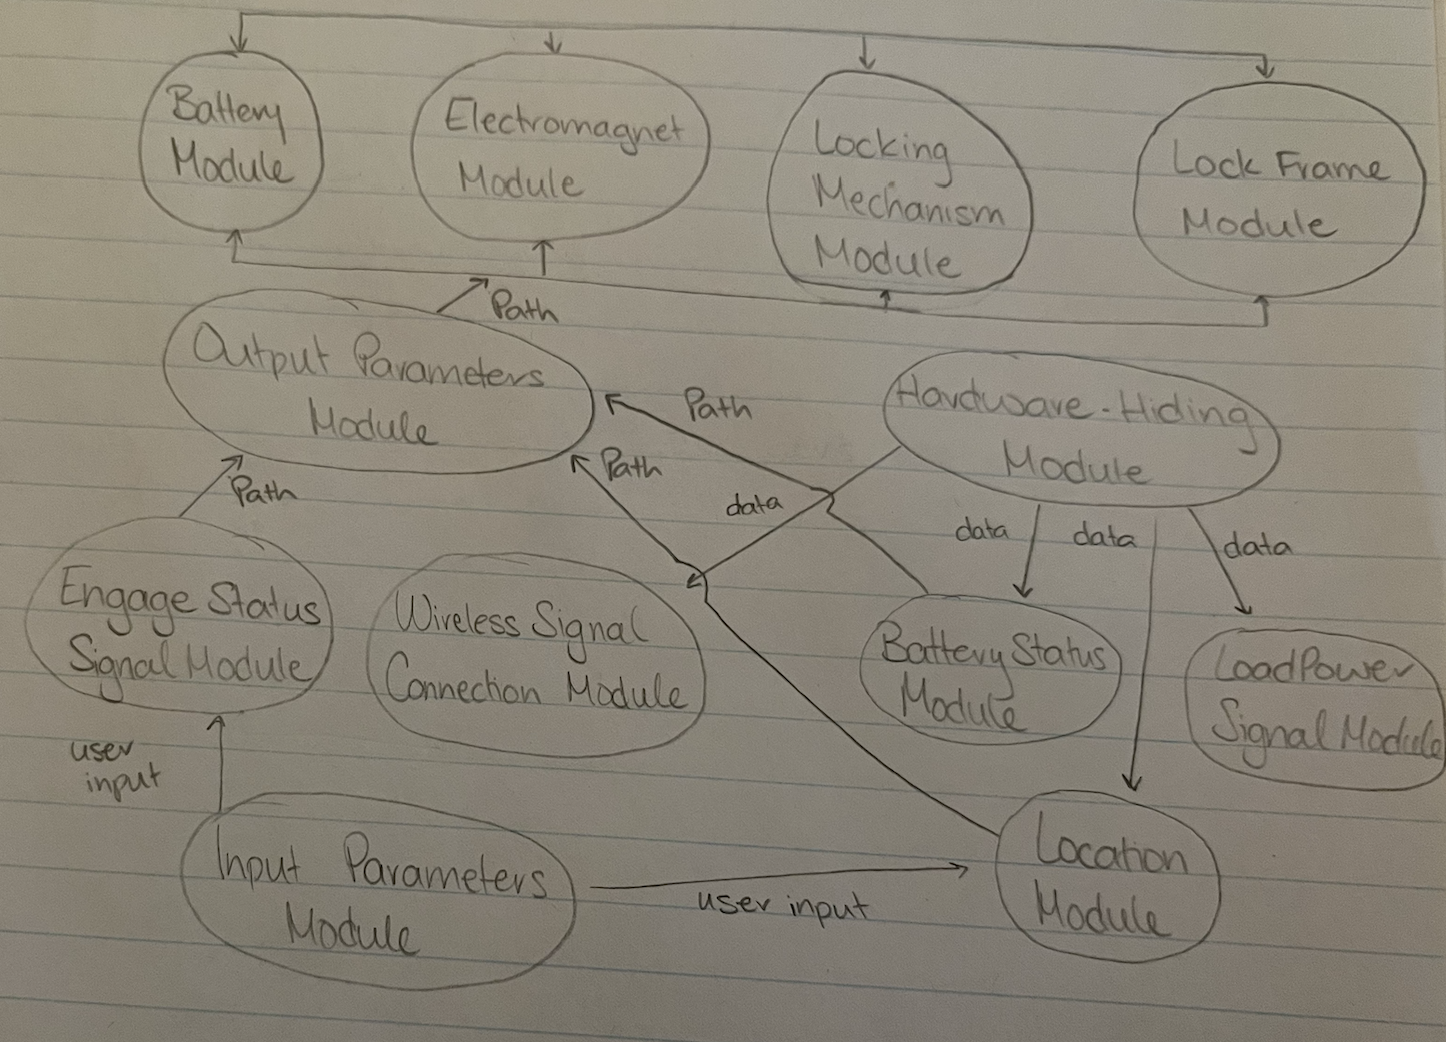 Battery
Module
Electromagnet
Module
Locking
Mechanism
Module
Lock Frame
Module
Path
Output Parameters
Module
Hardware-Hiding
Module
Path
Path
Path
data
data
data
data
Engage Status
Signal Module
Wireless Signal
Connection Module
Battery Status
Module
Load Power
Signal Module
user
input
Input Parameters
Module
user input
Location
Module